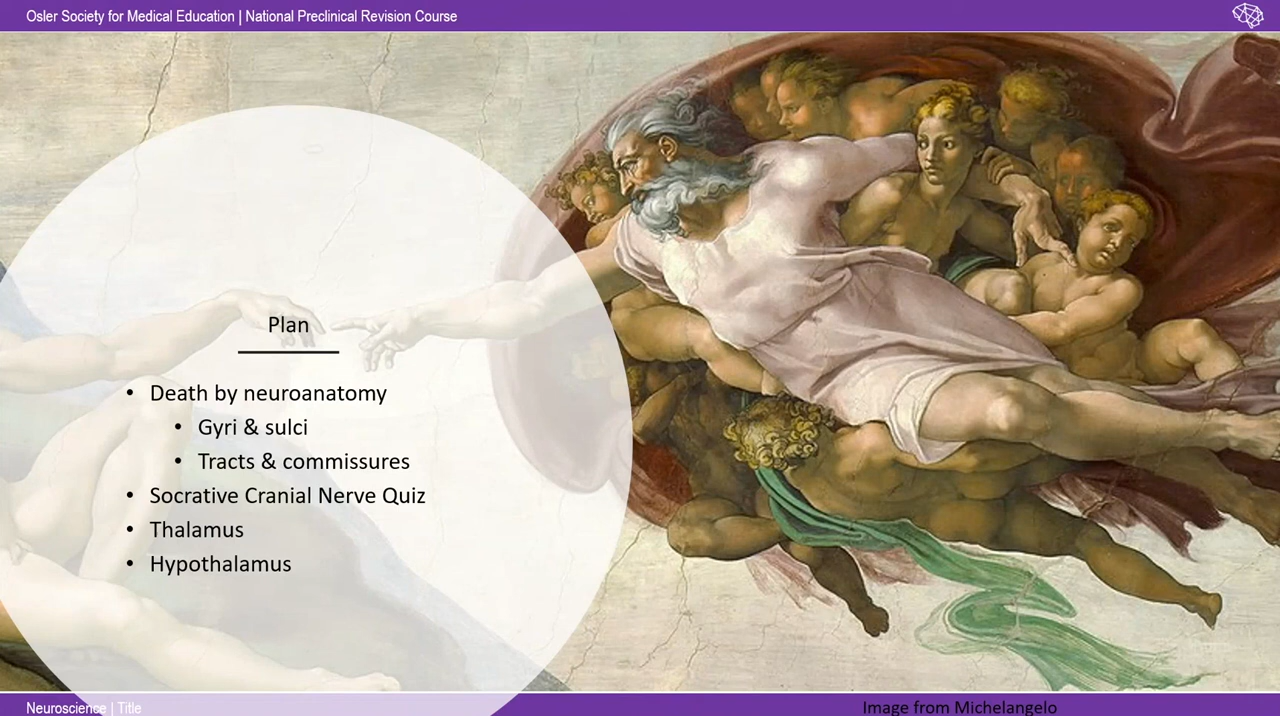 Osler Society for Medical Education | National Preclinical Revision Course
Plan
• Death by neuroanatomy
• Gyri & sulci
• Tracts & commissures
• Socrative Cranial Nerve Quiz
• Thalamus
• Hypothalamus
Neuroscience | Title
Image from Michelangelo